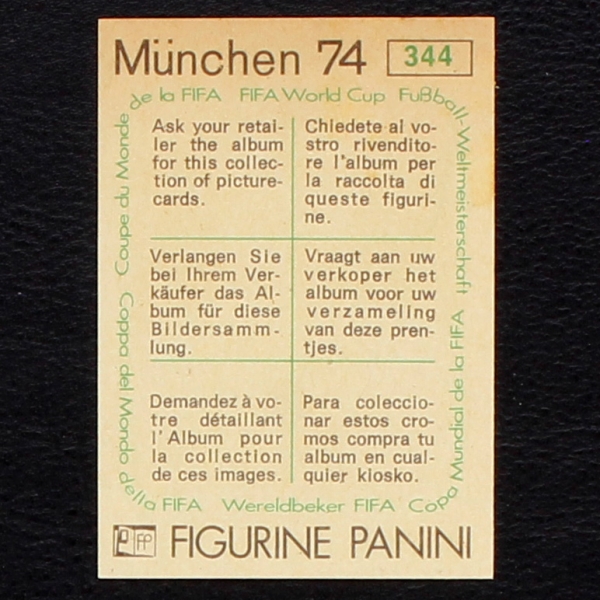 München 74 344
Coupe du Monde de la FIFA FIFA World Cup Fußball-Weltmeisterschaft
Ask your retai-
ler the album
for this collec-
tion of picture-
cards.
Chiedete al vo-
stro rivendito-
re l'album per
la raccolta di
queste figuri-
ne.
Verlangen Sie
bei Ihrem Ver-
käufer das Al-
bum für diese
Bildersamm-
lung.
Vraagt aan uw
verkoper het
album voor uw
verzameling
van deze pren-
tjes.
Demandez à vo-
tre détaillant
l'Album pour
la collection
de ces images.
Para coleccio-
nar estos cro-
mos compra tu
album en cual-
quier kiosko.
Coppa del Mondo della FIFA Wereldbeker FIFA Copa Mundial de la FIFA
FP FIGURINE PANINI